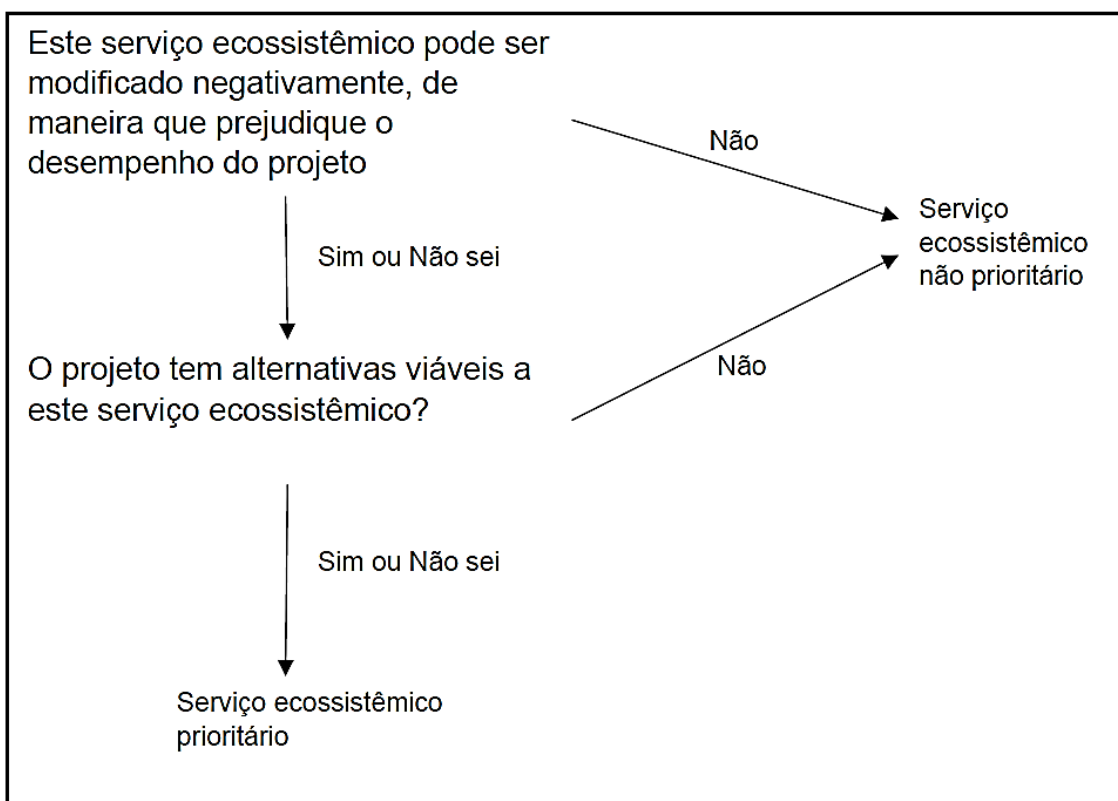 Este serviço ecossistêmico pode ser
modificado negativamente, de
maneira que prejudique o
desempenho do projeto
Não
Serviço
ecossistêmico
não prioritário
Sim ou Não sei
O projeto tem alternativas viáveis a
este serviço ecossistêmico?
Não
Sim ou Não sei
Serviço ecossistêmico
prioritário